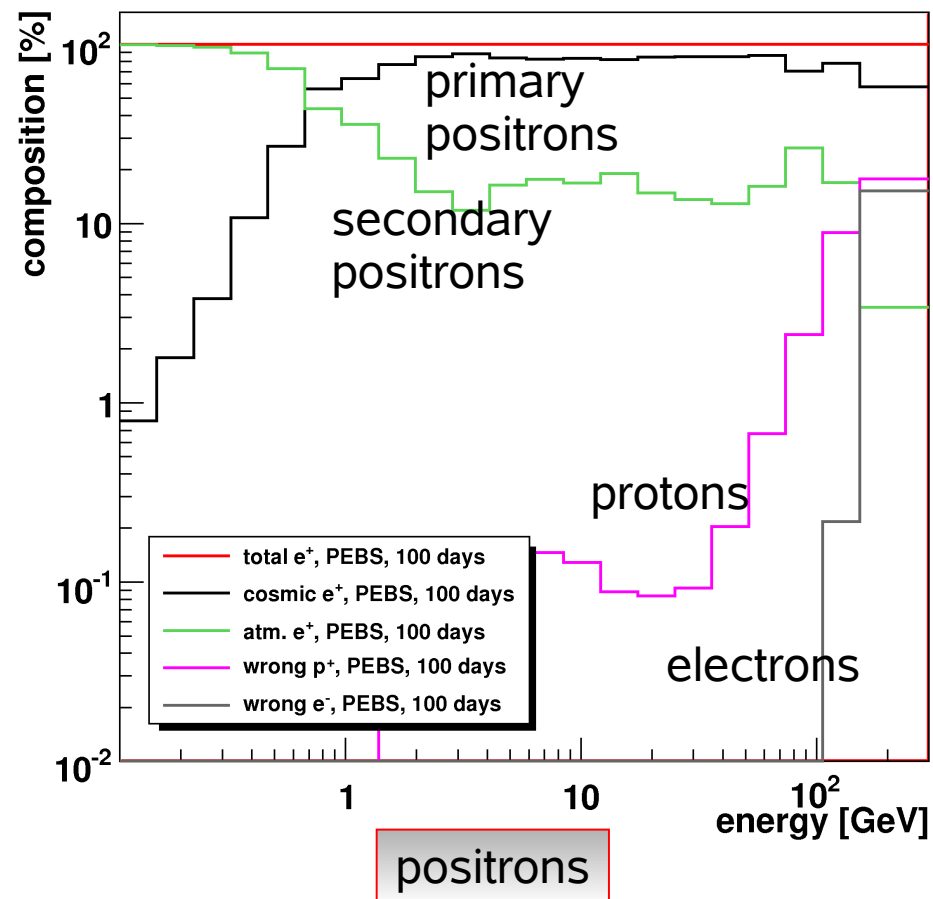 composition [%]
10²
10
1
10⁻¹
10⁻²
primary
positrons
secondary
positrons
protons
electrons
total e⁺, PEBS, 100 days
cosmic e⁺, PEBS, 100 days
atm. e⁺, PEBS, 100 days
wrong p⁺, PEBS, 100 days
wrong e⁻, PEBS, 100 days
1
10
10²
energy [GeV]
positrons